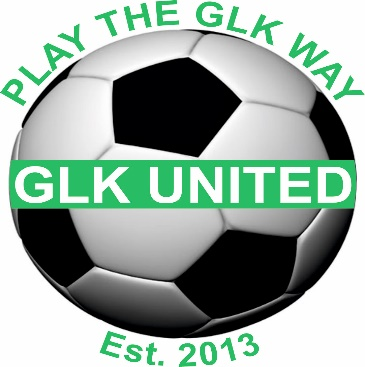 PLAY THE GLK WAY
GLK UNITED
Est. 2013